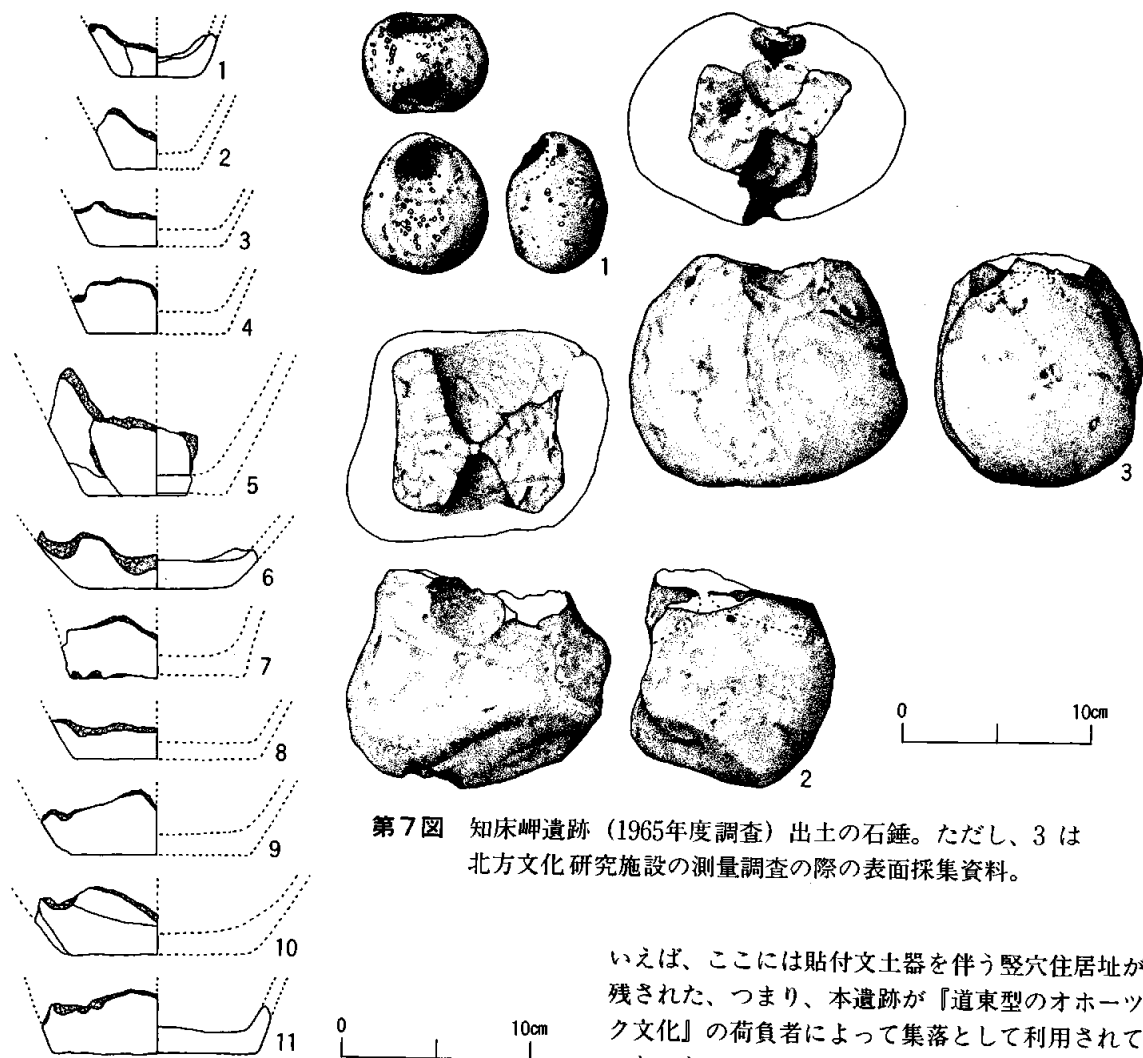 1
2
3
4
5
6
7
8
9
10
11
0 10cm
1
3
2
0 10cm
第7図 知床岬遺跡(1965年度調査)出土の石錘。ただし、3 は
北方文化研究施設の測量調査の際の表面採集資料。
いえば、ここには貼付文土器を伴う竪穴住居址が
残された、つまり、本遺跡が『道東型のオホーツ
ク文化』の荷負者によって集落として利用されて